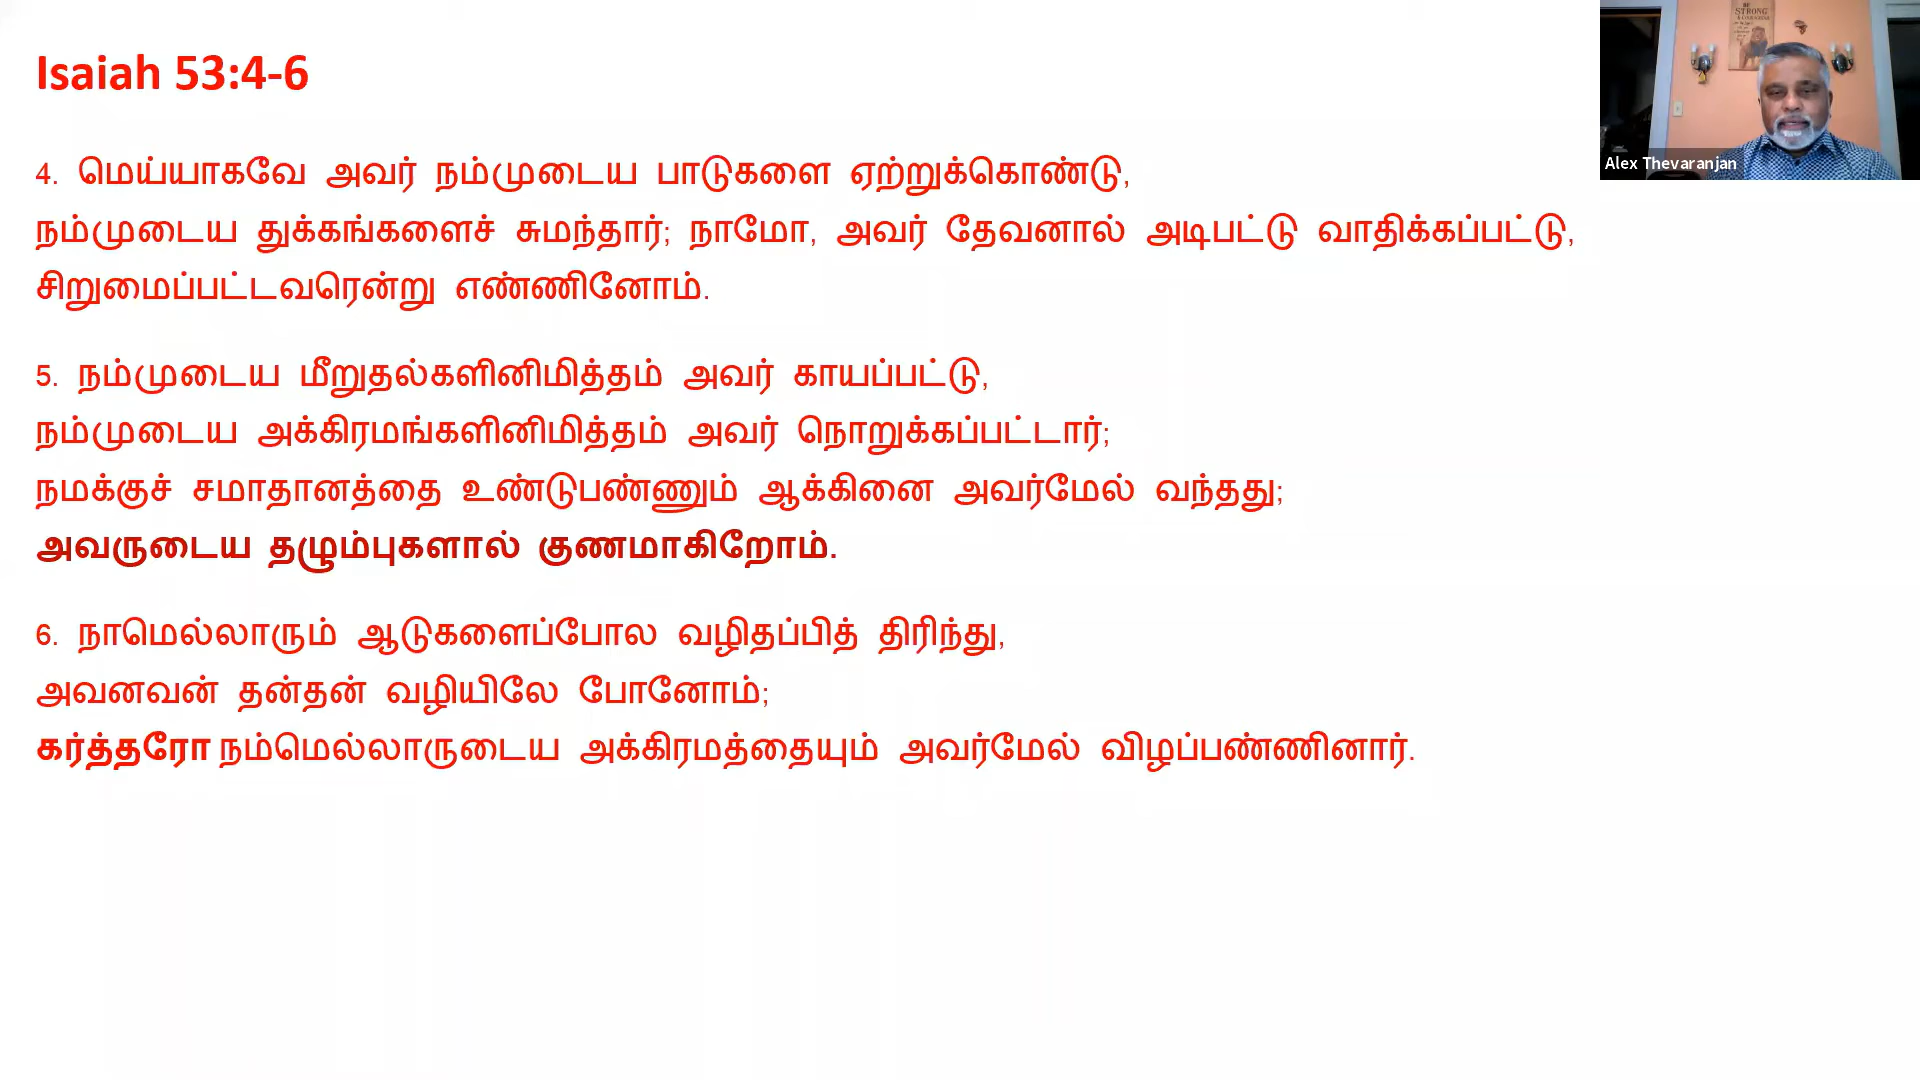 Isaiah 53:4-6
4. மெய்யாகவே அவர் நம்முடைய பாடுகளை ஏற்றுக்கொண்டு,
நம்முடைய துக்கங்களைச் சுமந்தார்; நாமோ, அவர் தேவனால் அடிபட்டு வாதிக்கப்பட்டு,
சிறுமைப்பட்டவரென்று எண்ணினோம்.
5. நம்முடைய மீறுதல்களினிமித்தம் அவர் காயப்பட்டு,
நம்முடைய அக்கிரமங்களினிமித்தம் அவர் நொறுக்கப்பட்டார்;
நமக்குச் சமாதானத்தை உண்டுபண்ணும் ஆக்கினை அவர்மேல் வந்தது;
அவருடைய தழும்புகளால் குணமாகிறோம்.
6. நாமெல்லாரும் ஆடுகளைப்போல வழிதப்பித் திரிந்து,
அவனவன் தன்தன் வழியிலே போனோம்;
கர்த்தரோ நம்மெல்லாருடைய அக்கிரமத்தையும் அவர்மேல் விழப்பண்ணினார்.
BE
STRONG
Alex Thevaranjan